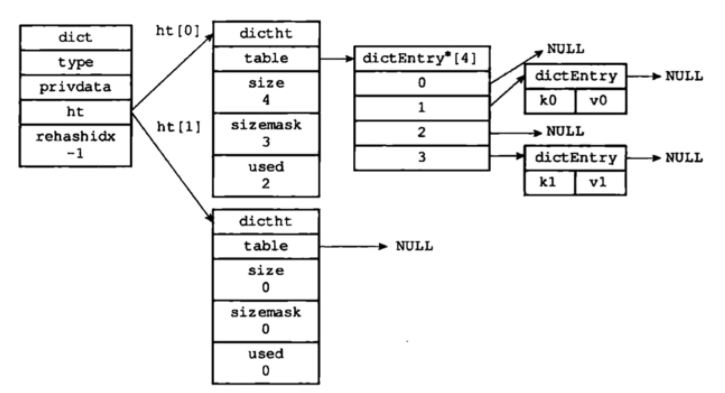 dict
type
privdata
ht
rehashidx
-1
ht[0]
ht[1]
dictht
table
size
4
sizemask
3
used
2
dictht
table
size
0
sizemask
0
used
0
NULL
dictEntry*[4]
0
1
2
3
NULL
dictEntry
k0 v0
NULL
NULL
dictEntry
k1 v1
NULL